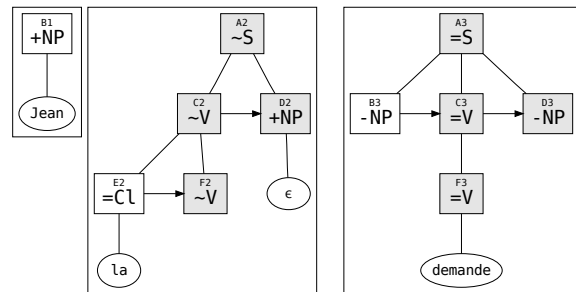 B1
+NP
Jean
A2
~S
C2
~V
D2
+NP
E2
=Cl
F2
~V
ϵ
la
A3
=S
B3
-NP
C3
=V
D3
-NP
F3
=V
demande